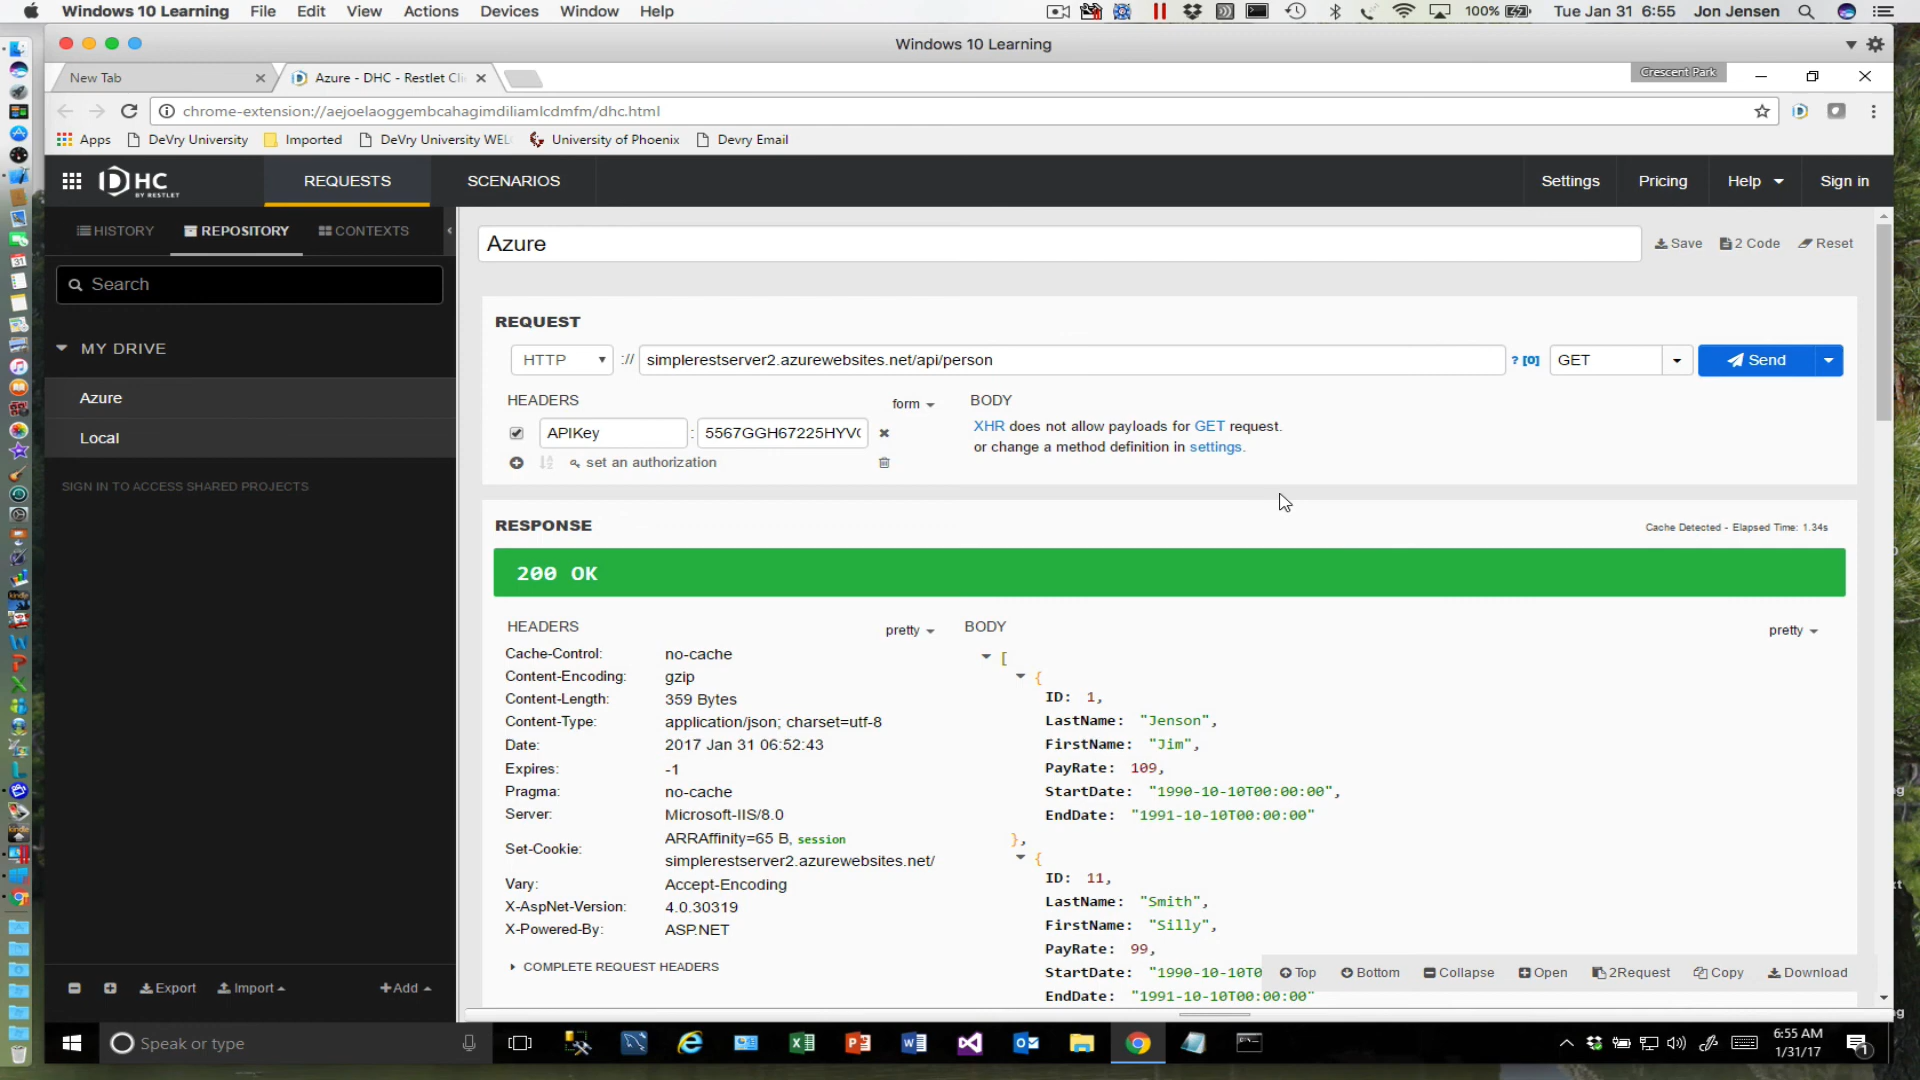 Windows 10 Learning File Edit View Actions Devices Window Help 100% Tue Jan 31 6:55 Jon Jensen
Windows 10 Learning
New Tab Azure - DHC - Restlet Cli Crescent Park
chrome-extension://aejoelaoggembcahagimdiliamlcdmfm/dhc.html
Apps DeVry University Imported DeVry University WEL University of Phoenix Devry Email
DHC BY RESTLET REQUESTS SCENARIOS Settings Pricing Help Sign in
HISTORY REPOSITORY CONTEXTS
Azure Save 2 Code Reset
Search
MY DRIVE
Azure
Local
SIGN IN TO ACCESS SHARED PROJECTS
REQUEST
HTTP :// simplerestserver2.azurewebsites.net/api/person ? [0] GET Send
HEADERS form BODY
APIKey : 5567GGH67225HYV
XHR does not allow payloads for GET request.
or change a method definition in settings.
set an authorization
RESPONSE Cache Detected - Elapsed Time: 1.34s
200 OK
HEADERS pretty BODY pretty
Cache-Control: no-cache
Content-Encoding: gzip
Content-Length: 359 Bytes
Content-Type: application/json; charset=utf-8
Date: 2017 Jan 31 06:52:43
Expires: -1
Pragma: no-cache
Server: Microsoft-IIS/8.0
Set-Cookie: ARRAffinity=65 B, session
simplerestserver2.azurewebsites.net/
Vary: Accept-Encoding
X-AspNet-Version: 4.0.30319
X-Powered-By: ASP.NET
COMPLETE REQUEST HEADERS
[
{
ID: 1,
LastName: "Jenson",
FirstName: "Jim",
PayRate: 109,
StartDate: "1990-10-10T00:00:00",
EndDate: "1991-10-10T00:00:00"
},
{
ID: 11,
LastName: "Smith",
FirstName: "Silly",
PayRate: 99,
StartDate: "1990-10-10T0
EndDate: "1991-10-10T00:00:00"
Top Bottom Collapse Open 2Request Copy Download
Export Import Add
Speak or type
6:55 AM
1/31/17
1